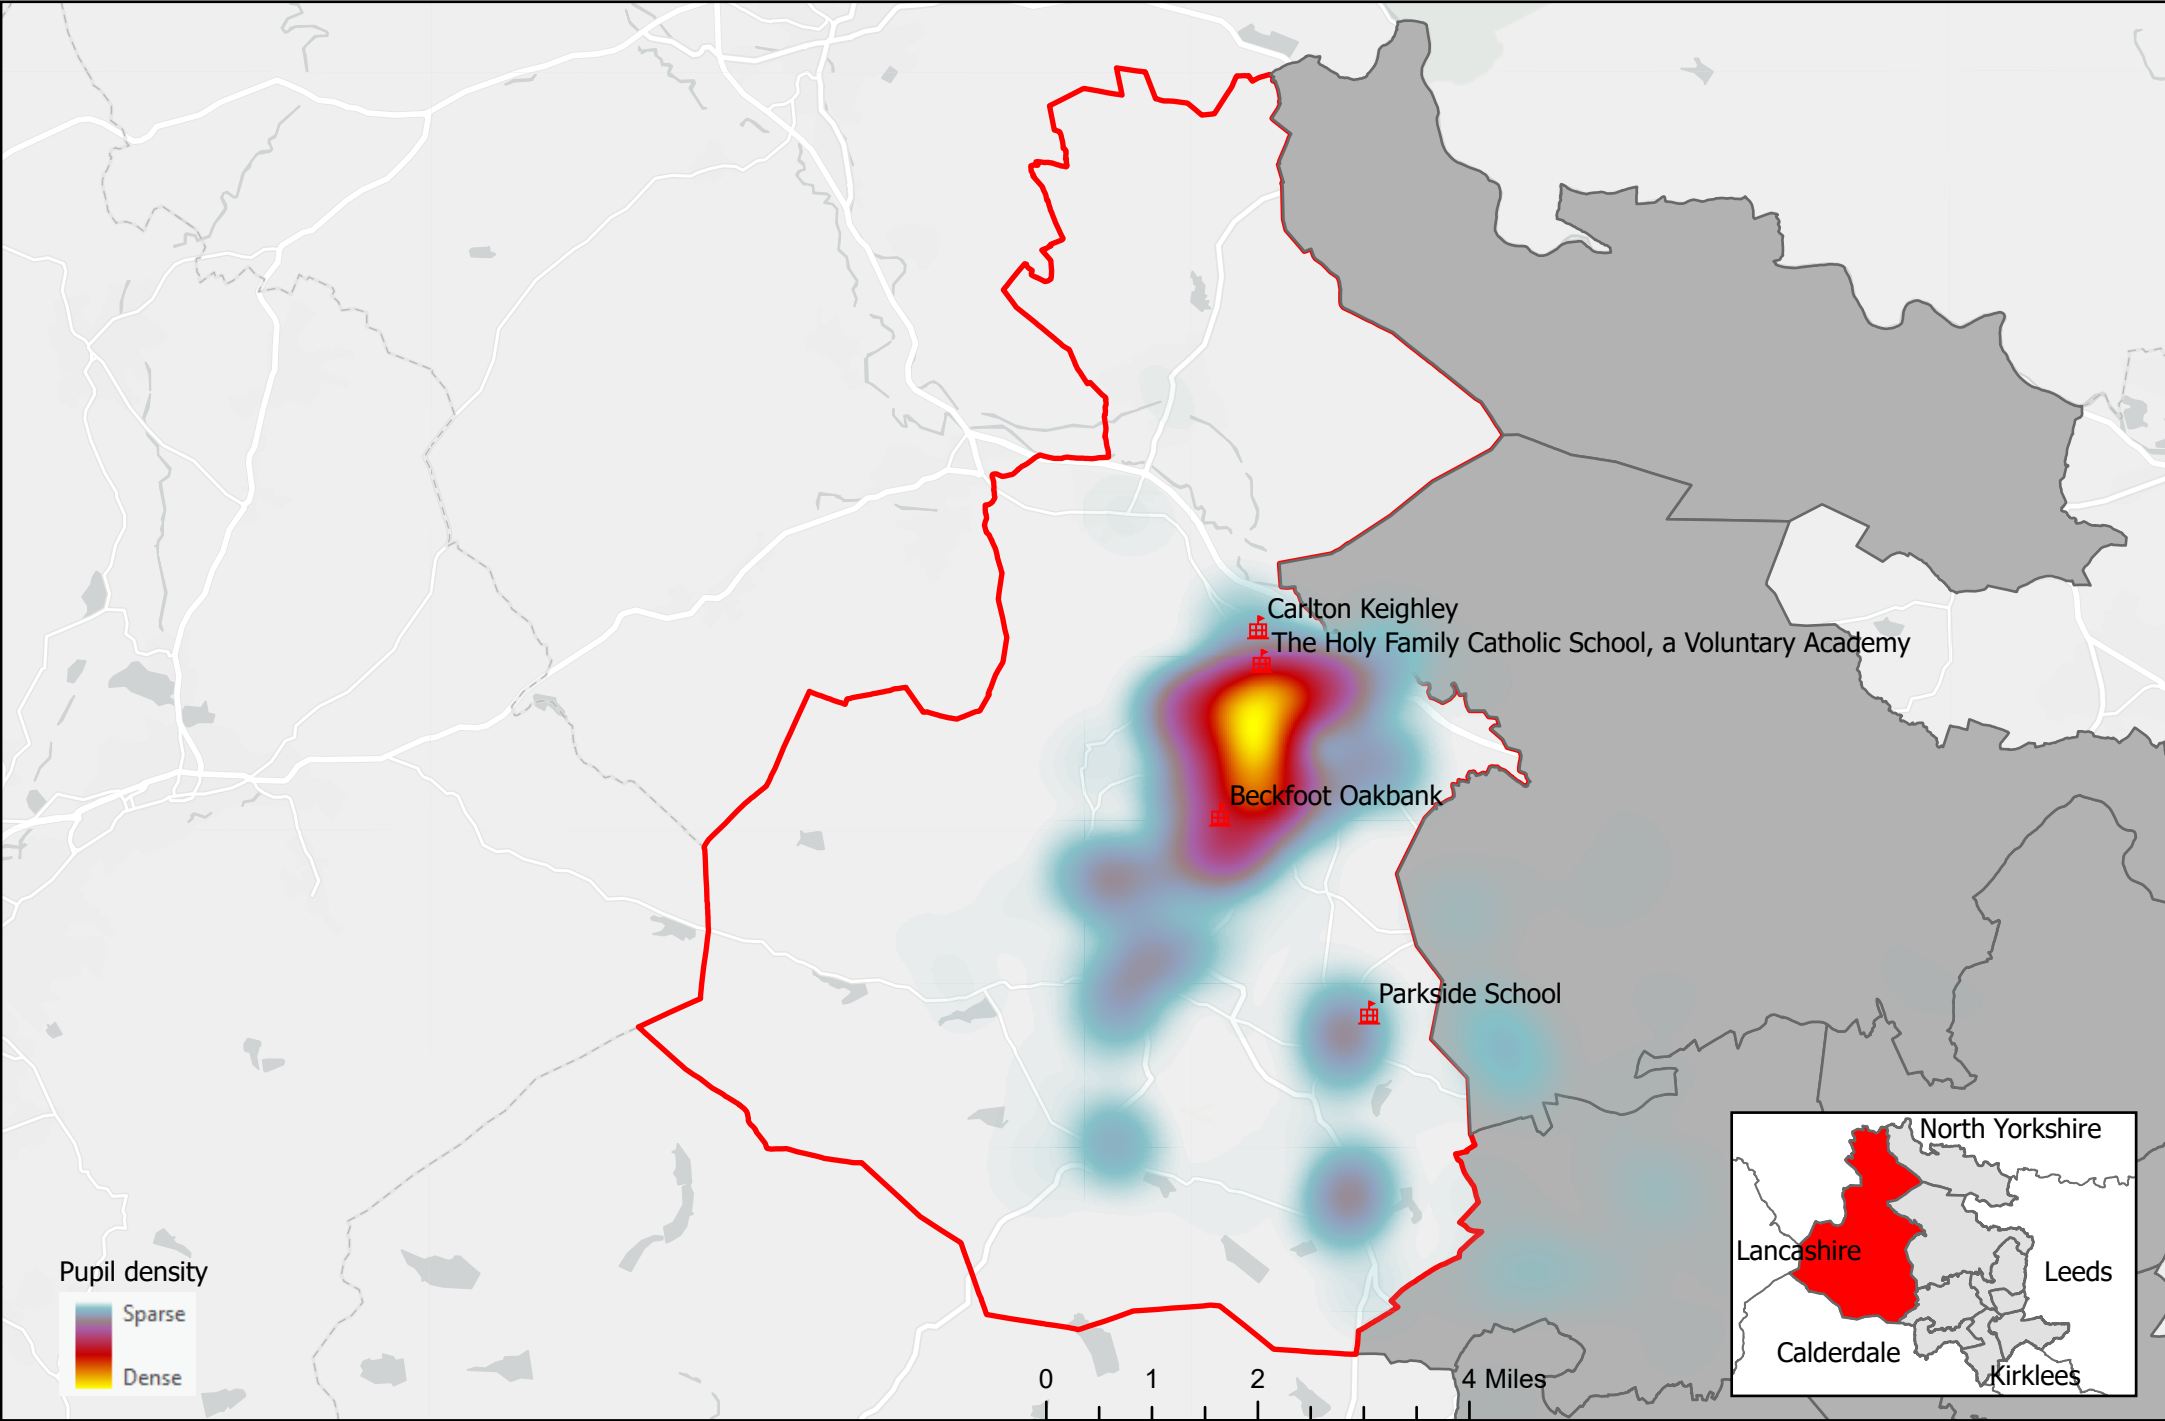 Carlton Keighley
The Holy Family Catholic School, a Voluntary Academy
Beckfoot Oakbank
Parkside School
Pupil density
Sparse
Dense
0 1 2 4 Miles
North Yorkshire
Lancashire
Leeds
Calderdale
Kirklees